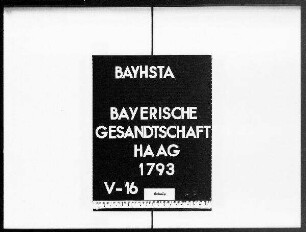 BAYHSTA
BAYERISCHE
GESANDTSCHAFT
HAAG
1793
V-16